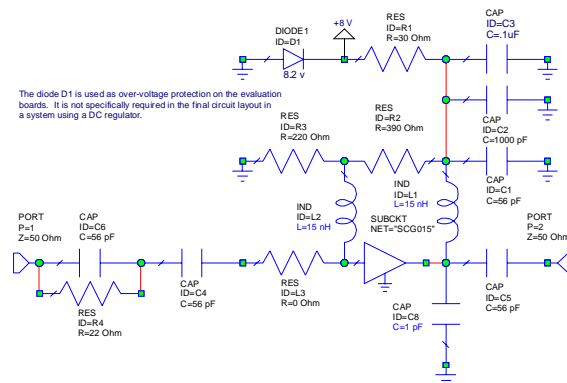 DIODE1
ID=D1
8.2 v
+8 V
RES
ID=R1
R=30 Ohm
CAP
ID=C3
C=.1uF
The diode D1 is used as over-voltage protection on the evaluation
boards. It is not specifically required in the final circuit layout in
a system using a DC regulator.
CAP
ID=C2
C=1000 pF
RES
ID=R3
R=220 Ohm
RES
ID=R2
R=390 Ohm
CAP
ID=C1
C=56 pF
IND
ID=L2
L=15 nH
IND
ID=L1
L=15 nH
SUBCKT
NET="SCG015"
PORT
P=1
Z=50 Ohm
CAP
ID=C6
C=56 pF
RES
ID=R4
R=22 Ohm
CAP
ID=C4
C=56 pF
RES
ID=L3
R=0 Ohm
CAP
ID=C8
C=1 pF
CAP
ID=C5
C=56 pF
PORT
P=2
Z=50 Ohm